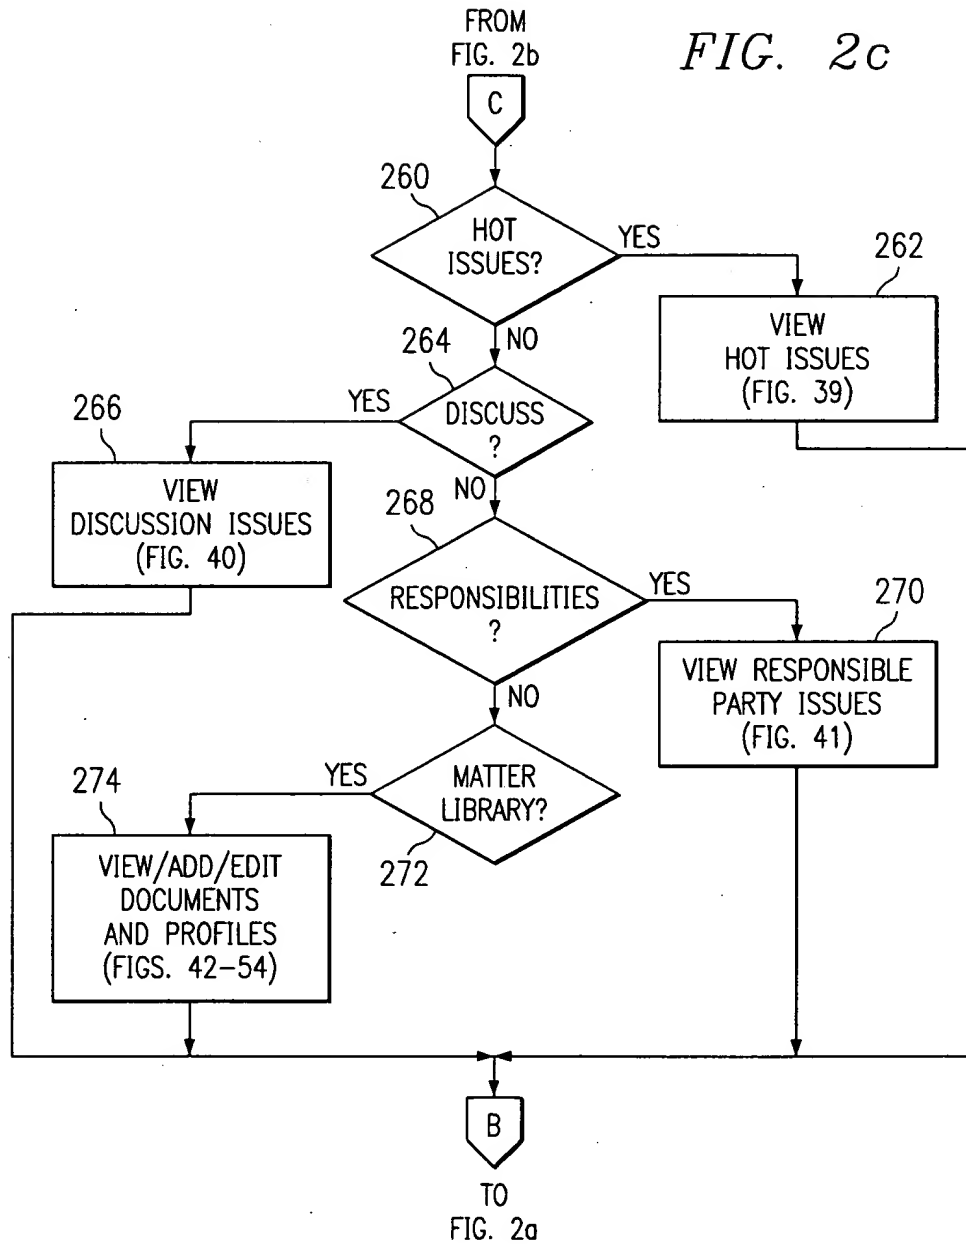 FROM
FIG. 2b
FIG. 2c
C
260
HOT
ISSUES?
YES
262
VIEW
HOT ISSUES
(FIG. 39)
NO
264
DISCUSS
?
YES
266
VIEW
DISCUSSION ISSUES
(FIG. 40)
NO
268
RESPONSIBILITIES
?
YES
270
VIEW RESPONSIBLE
PARTY ISSUES
(FIG. 41)
NO
MATTER
LIBRARY?
272
YES
274
VIEW/ADD/EDIT
DOCUMENTS
AND PROFILES
(FIGS. 42-54)
B
TO
FIG. 2a